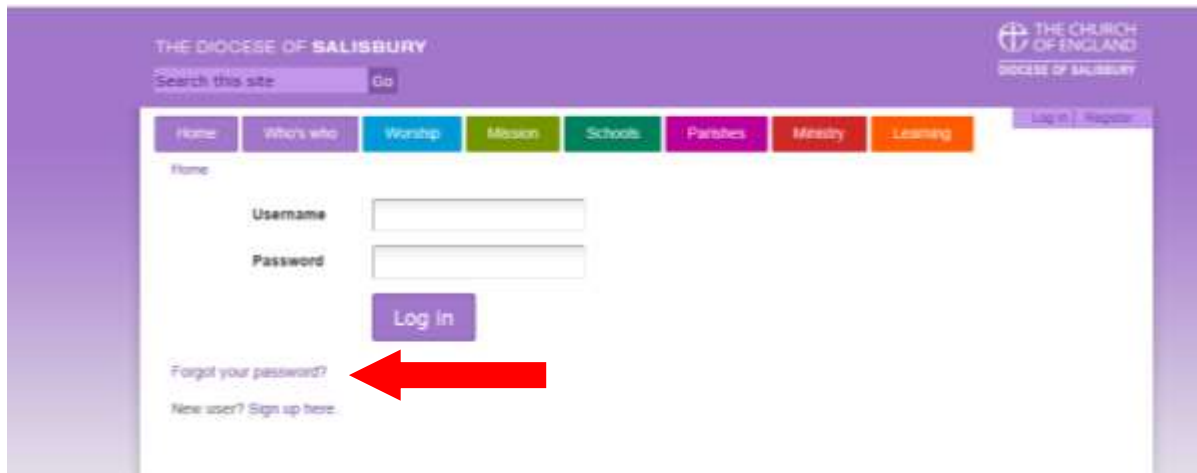 THE CHURCH
OF ENGLAND
DIOCESE OF SALISBURY
THE DIOCESE OF SALISBURY
Search this site Go
Log in | Register
Home Who's who Worship Mission Schools Parishes Ministry Learning
Home
Username
Password
Log in
Forgot your password?
New user? Sign up here.